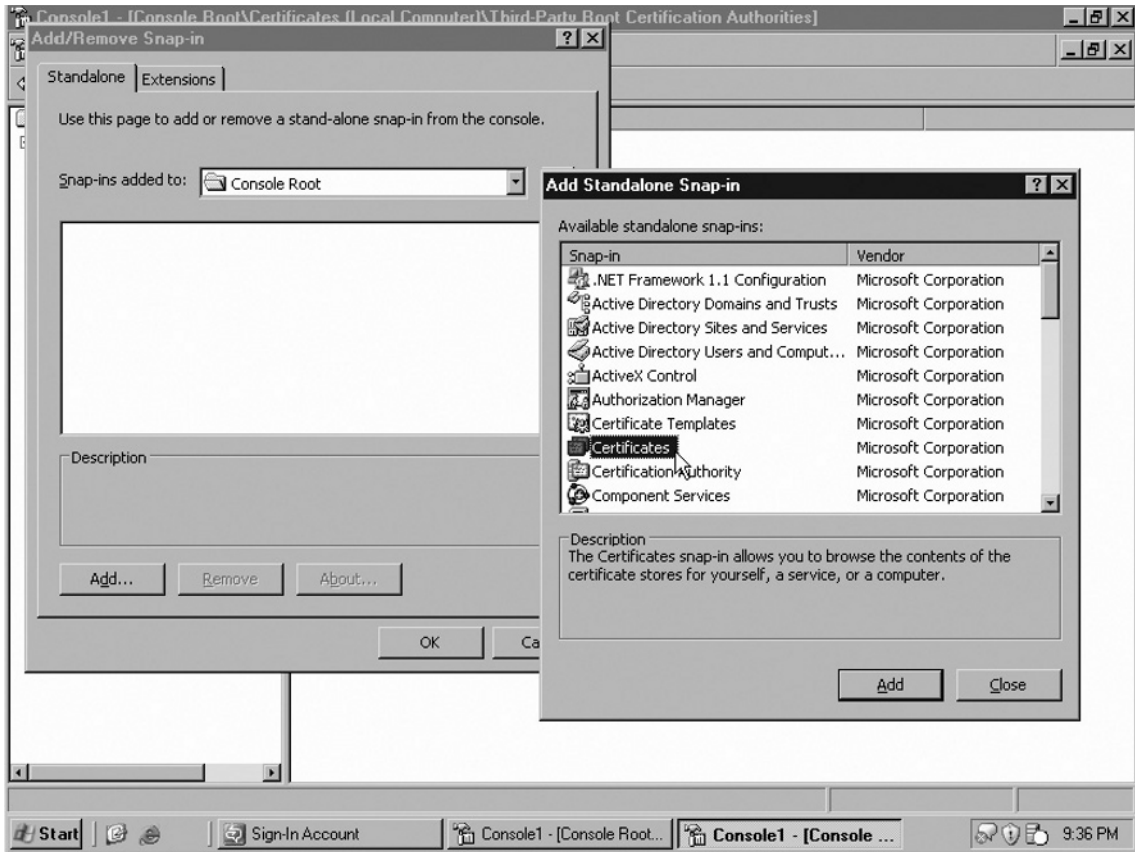 Console1 - [Console Root\Certificates (Local Computer)\Third-Party Root Certification Authorities]
Add/Remove Snap-in
Standalone
Extensions
Use this page to add or remove a stand-alone snap-in from the console.
Snap-ins added to:
Console Root
Description
Add...
Remove
About...
OK
Ca
Add Standalone Snap-in
Available standalone snap-ins:
Snap-in Vendor
.NET Framework 1.1 Configuration Microsoft Corporation
Active Directory Domains and Trusts Microsoft Corporation
Active Directory Sites and Services Microsoft Corporation
Active Directory Users and Comput... Microsoft Corporation
ActiveX Control Microsoft Corporation
Authorization Manager Microsoft Corporation
Certificate Templates Microsoft Corporation
Certificates Microsoft Corporation
Certification Authority Microsoft Corporation
Component Services Microsoft Corporation
Description
The Certificates snap-in allows you to browse the contents of the
certificate stores for yourself, a service, or a computer.
Add
Close
Start
Sign-In Account
Console1 - [Console Root...
Console1 - [Console ...
9:36 PM